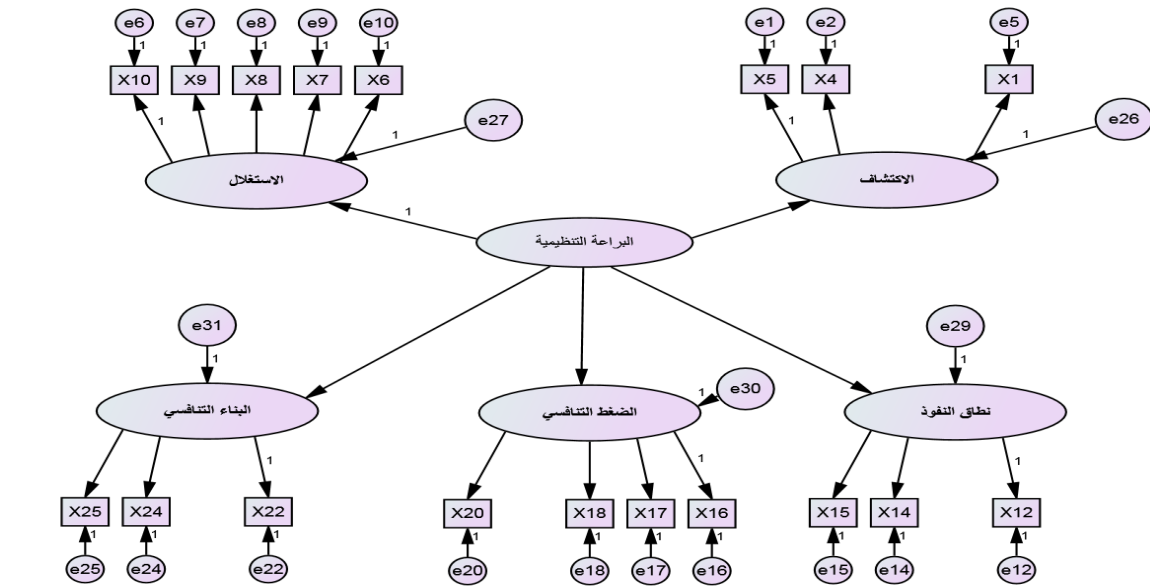 e6 e7 e8 e9 e10 e1 e2 e5
1 1 1 1 1 1 1 1
X10 X9 X8 X7 X6 X5 X4 X1
1 1
e27 e26
1 1
الاستغلال
الاكتشاف
1
البراعة التنظيمية
e31 e29
1 1
e30
1
البناء التنافسي
الضغط التنافسي
نطاق النفوذ
1 1 1
X25 X24 X22 X20 X18 X17 X16 X15 X14 X12
1 1 1 1 1 1 1 1 1 1
e25 e24 e22 e20 e18 e17 e16 e15 e14 e12